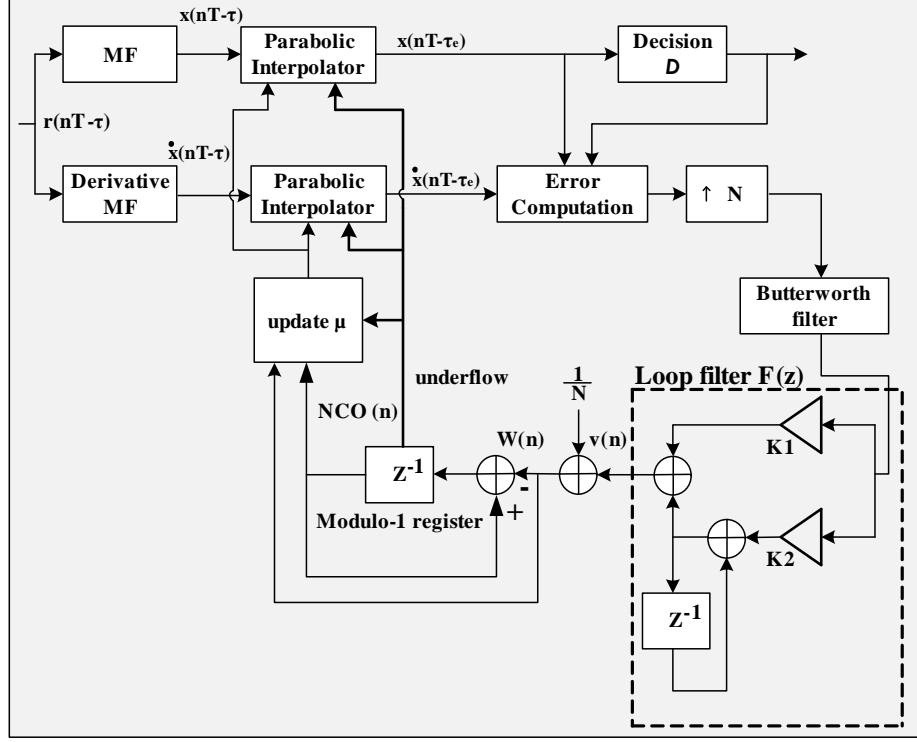 x(nT-τ)
MF
Parabolic
Interpolator
x(nT-τₑ)
Decision
D
r(nT-τ)
ẋ(nT-τ)
Derivative
MF
Parabolic
Interpolator
ẋ(nT-τₑ)
Error
Computation
↑ N
Butterworth
filter
update μ
underflow
Loop filter F(z)
1
N
NCO (n)
W(n)
v(n)
K1
Z⁻¹
-
+
Modulo-1 register
K2
Z⁻¹